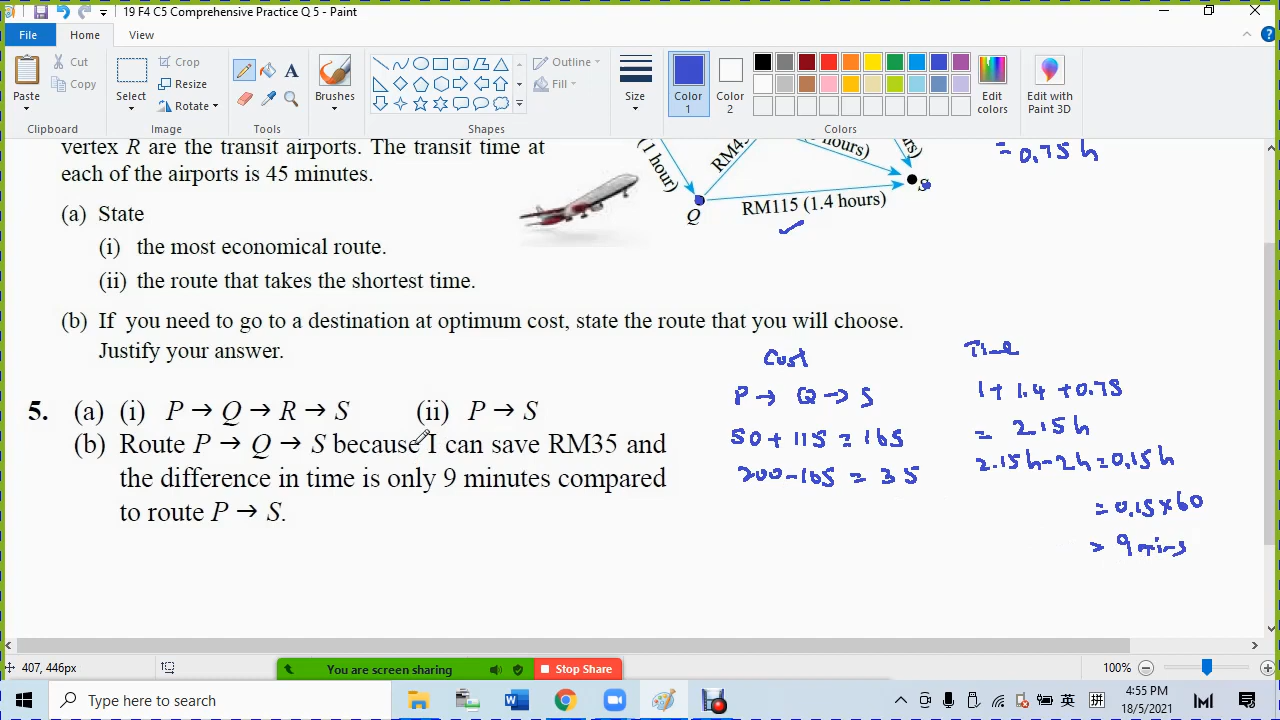 19 F4 C5 Comprehensive Practice Q 5 - Paint
File Home View
Paste Cut Copy Clipboard
Select Crop Resize Rotate Image
Tools
Brushes
Outline Fill Shapes
Size
Color 1 Color 2 Edit colors Colors
Edit with Paint 3D
vertex R are the transit airports. The transit time at
each of the airports is 45 minutes.
(1 hour)
RM4
hours)
Q
RM115 (1.4 hours)
S
= 0.75 h
(a) State
(i) the most economical route.
(ii) the route that takes the shortest time.
(b) If you need to go to a destination at optimum cost, state the route that you will choose.
Justify your answer.
5. (a) (i) P → Q → R → S (ii) P → S
(b) Route P → Q → S because I can save RM35 and
the difference in time is only 9 minutes compared
to route P → S.
Cost
P → Q → S
50 + 115 = 165
200 - 165 = 35
Time
1 + 1.4 + 0.75
= 2.15 h
2.15 h - 2 h = 0.15 h
= 0.15 × 60
= 9 mins
407, 446px
100%
You are screen sharing Stop Share
Type here to search
英 拼
4:55 PM
18/5/2021